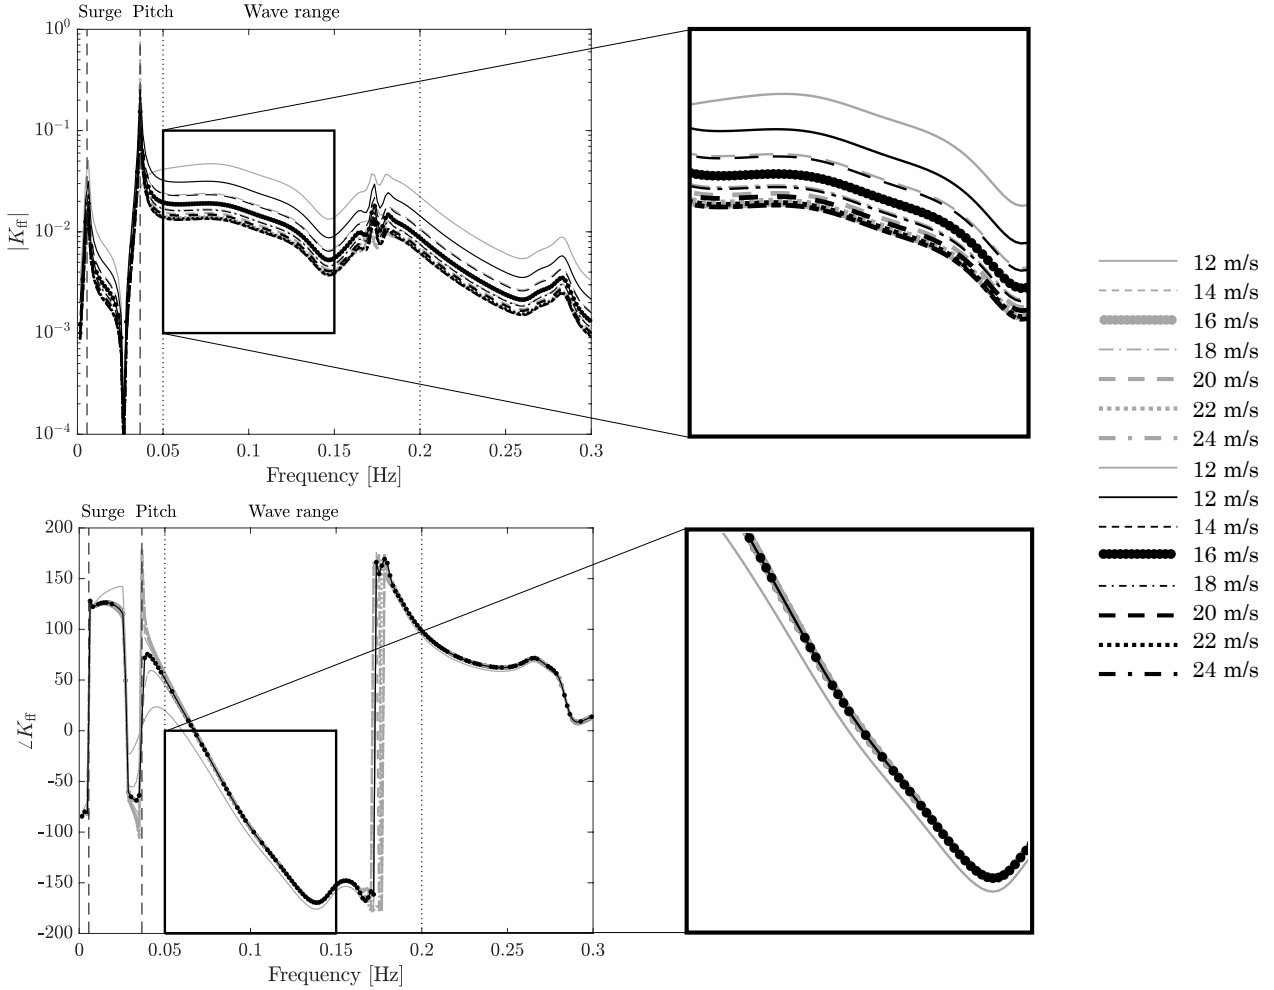 Surge Pitch Wave range
10^0
10^-1
10^-2
10^-3
10^-4
|K_ff|
0 0.05 0.1 0.15 0.2 0.25 0.3
Frequency [Hz]
Surge Pitch Wave range
200
150
100
50
0
-50
-100
-150
-200
∠K_ff
0 0.05 0.1 0.15 0.2 0.25 0.3
Frequency [Hz]
12 m/s
14 m/s
16 m/s
18 m/s
20 m/s
22 m/s
24 m/s
12 m/s
12 m/s
14 m/s
16 m/s
18 m/s
20 m/s
22 m/s
24 m/s